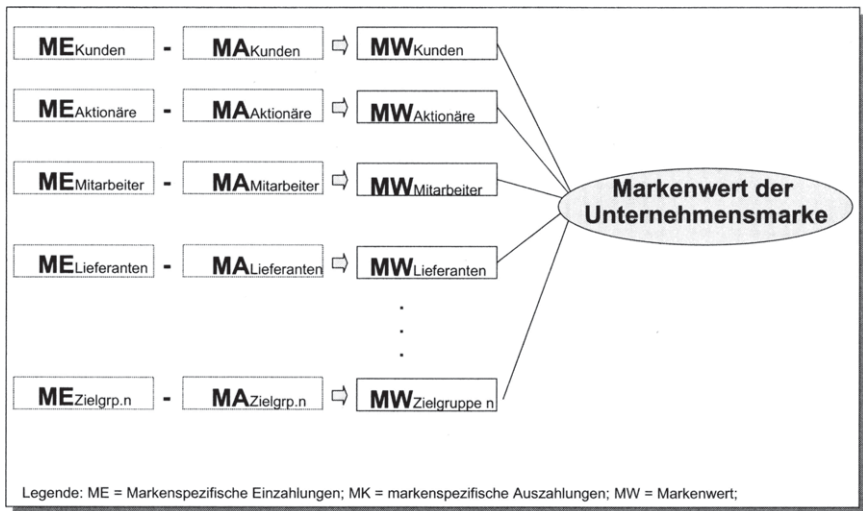 MEKunden - MAKunden ⇨ MWKunden
MEAktionäre - MAAktionäre ⇨ MWAktionäre
MEMitarbeiter - MAMitarbeiter ⇨ MWMitarbeiter
Markenwert der
Unternehmensmarke
MELieferanten - MALieferanten ⇨ MWLieferanten
.
.
.
MEZielgrp.n - MAZielgrp.n ⇨ MWZielgruppe n
Legende: ME = Markenspezifische Einzahlungen; MK = markenspezifische Auszahlungen; MW = Markenwert;